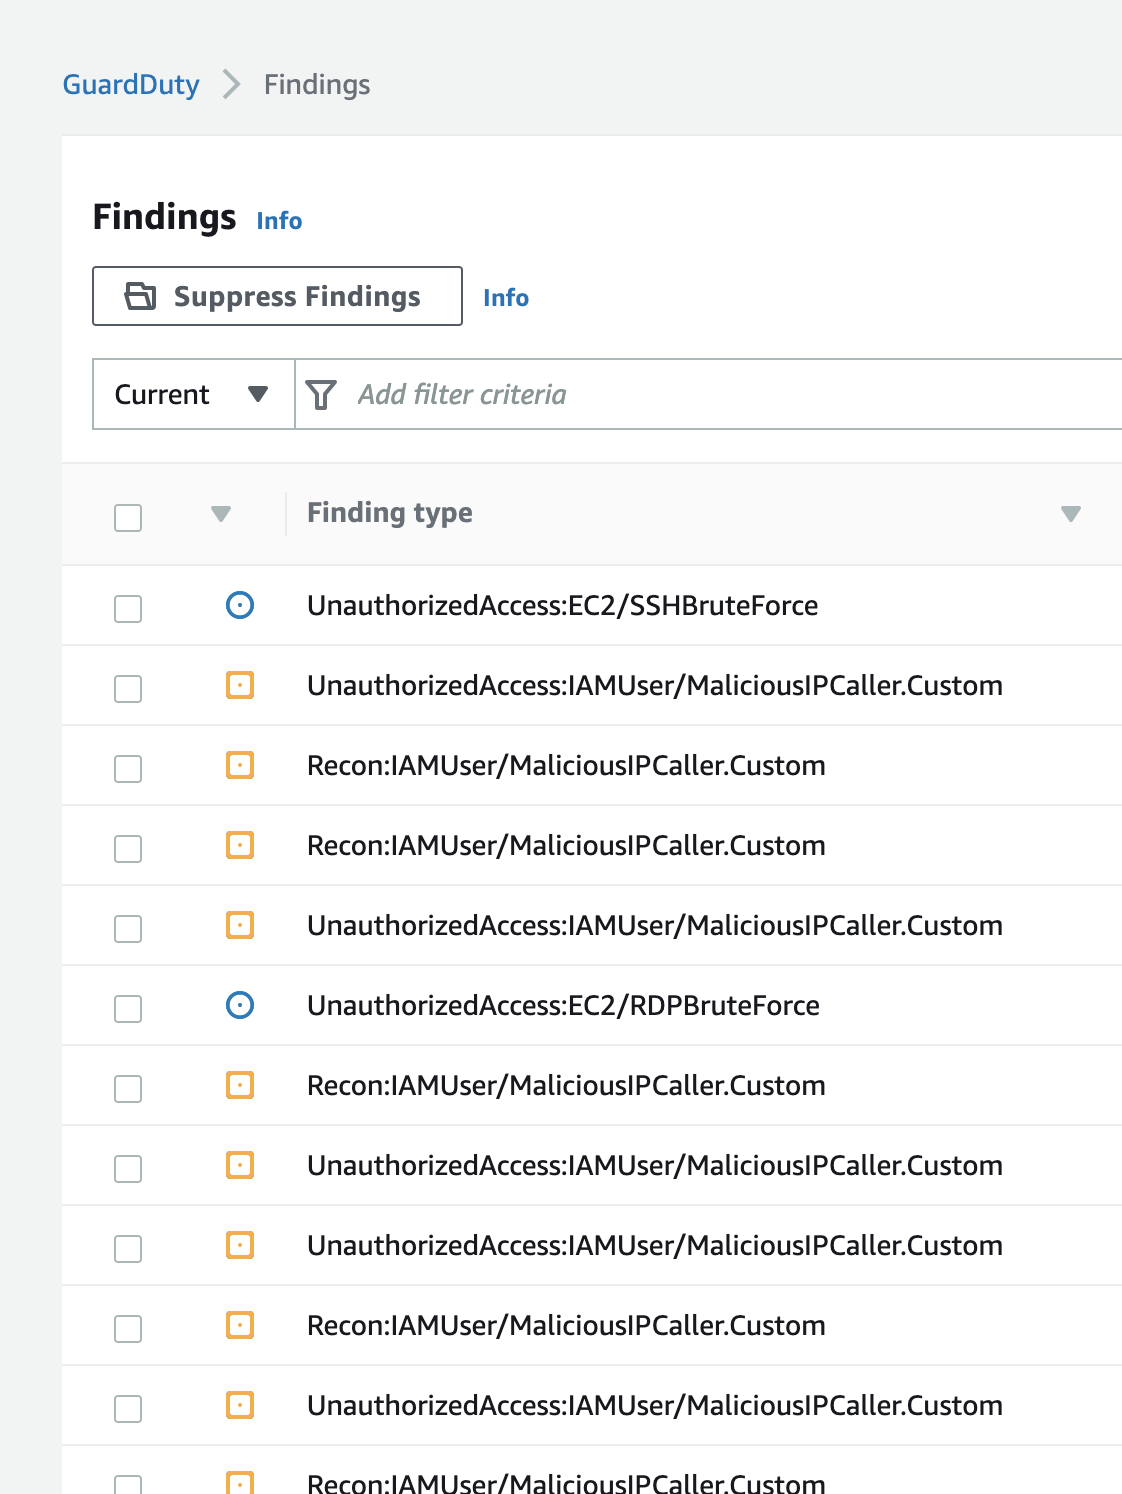 GuardDuty Findings
Findings Info
Suppress Findings Info
Current Add filter criteria
Finding type
UnauthorizedAccess:EC2/SSHBruteForce
UnauthorizedAccess:IAMUser/MaliciousIPCaller.Custom
Recon:IAMUser/MaliciousIPCaller.Custom
Recon:IAMUser/MaliciousIPCaller.Custom
UnauthorizedAccess:IAMUser/MaliciousIPCaller.Custom
UnauthorizedAccess:EC2/RDPBruteForce
Recon:IAMUser/MaliciousIPCaller.Custom
UnauthorizedAccess:IAMUser/MaliciousIPCaller.Custom
UnauthorizedAccess:IAMUser/MaliciousIPCaller.Custom
Recon:IAMUser/MaliciousIPCaller.Custom
UnauthorizedAccess:IAMUser/MaliciousIPCaller.Custom
Recon:IAMUser/MaliciousIPCaller.Custom